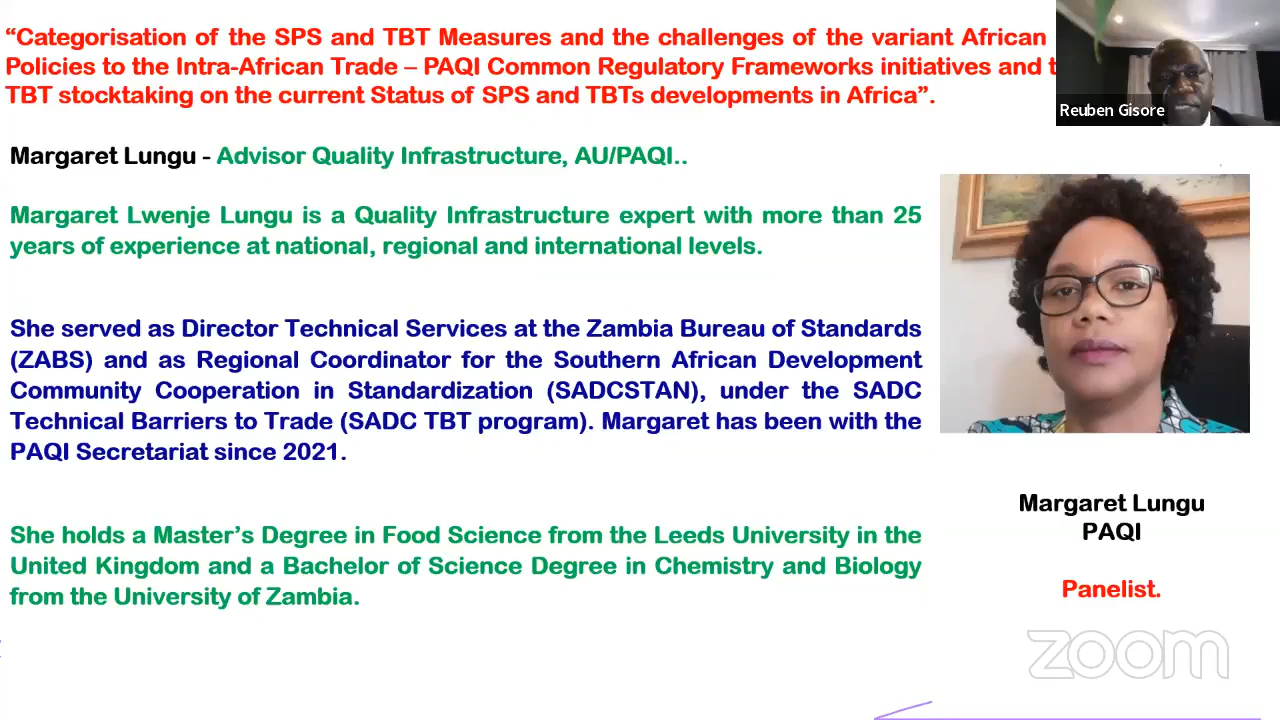 “Categorisation of the SPS and TBT Measures and the challenges of the variant African
Policies to the Intra-African Trade – PAQI Common Regulatory Frameworks initiatives and
TBT stocktaking on the current Status of SPS and TBTs developments in Africa”.
Reuben Gisore
Margaret Lungu - Advisor Quality Infrastructure, AU/PAQI..
Margaret Lwenje Lungu is a Quality Infrastructure expert with more than 25
years of experience at national, regional and international levels.
She served as Director Technical Services at the Zambia Bureau of Standards
(ZABS) and as Regional Coordinator for the Southern African Development
Community Cooperation in Standardization (SADCSTAN), under the SADC
Technical Barriers to Trade (SADC TBT program). Margaret has been with the
PAQI Secretariat since 2021.
She holds a Master’s Degree in Food Science from the Leeds University in the
United Kingdom and a Bachelor of Science Degree in Chemistry and Biology
from the University of Zambia.
Margaret Lungu
PAQI
Panelist.
zoom